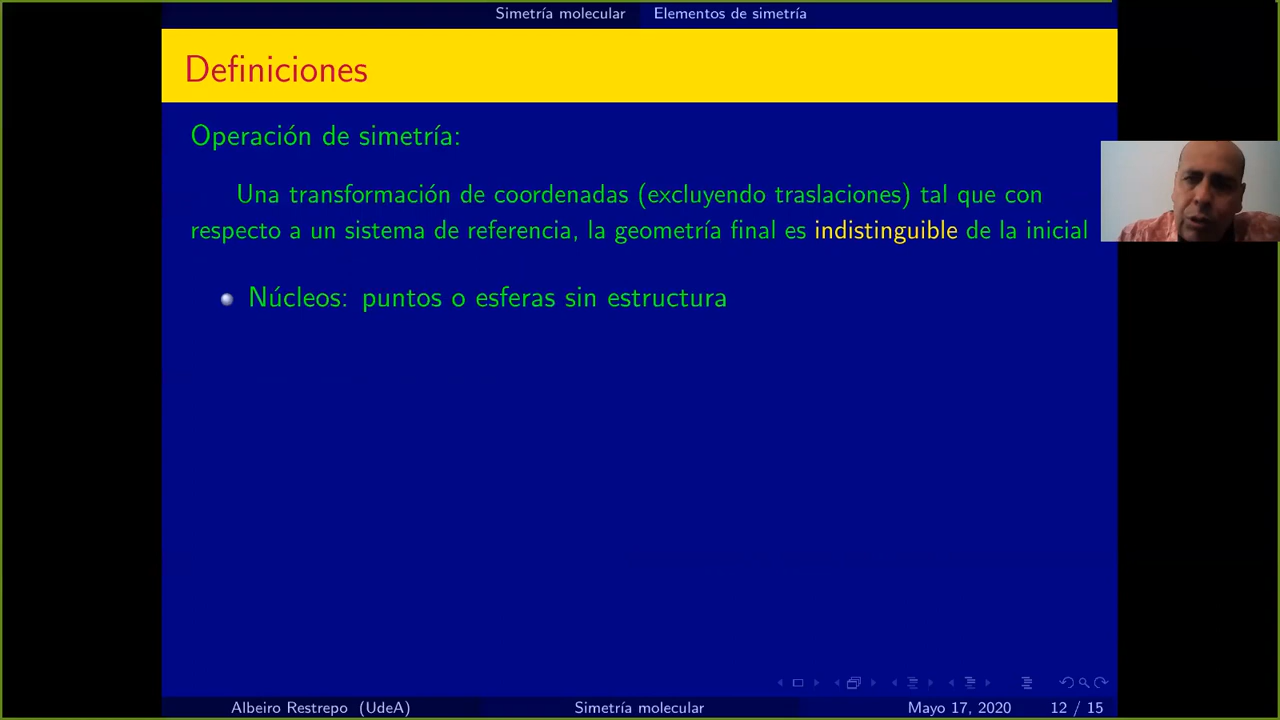 Simetría molecular Elementos de simetría
Definiciones
Operación de simetría:
Una transformación de coordenadas (excluyendo traslaciones) tal que con
respecto a un sistema de referencia, la geometría final es indistinguible de la inicial
Núcleos: puntos o esferas sin estructura
Albeiro Restrepo (UdeA) Simetría molecular Mayo 17, 2020 12 / 15